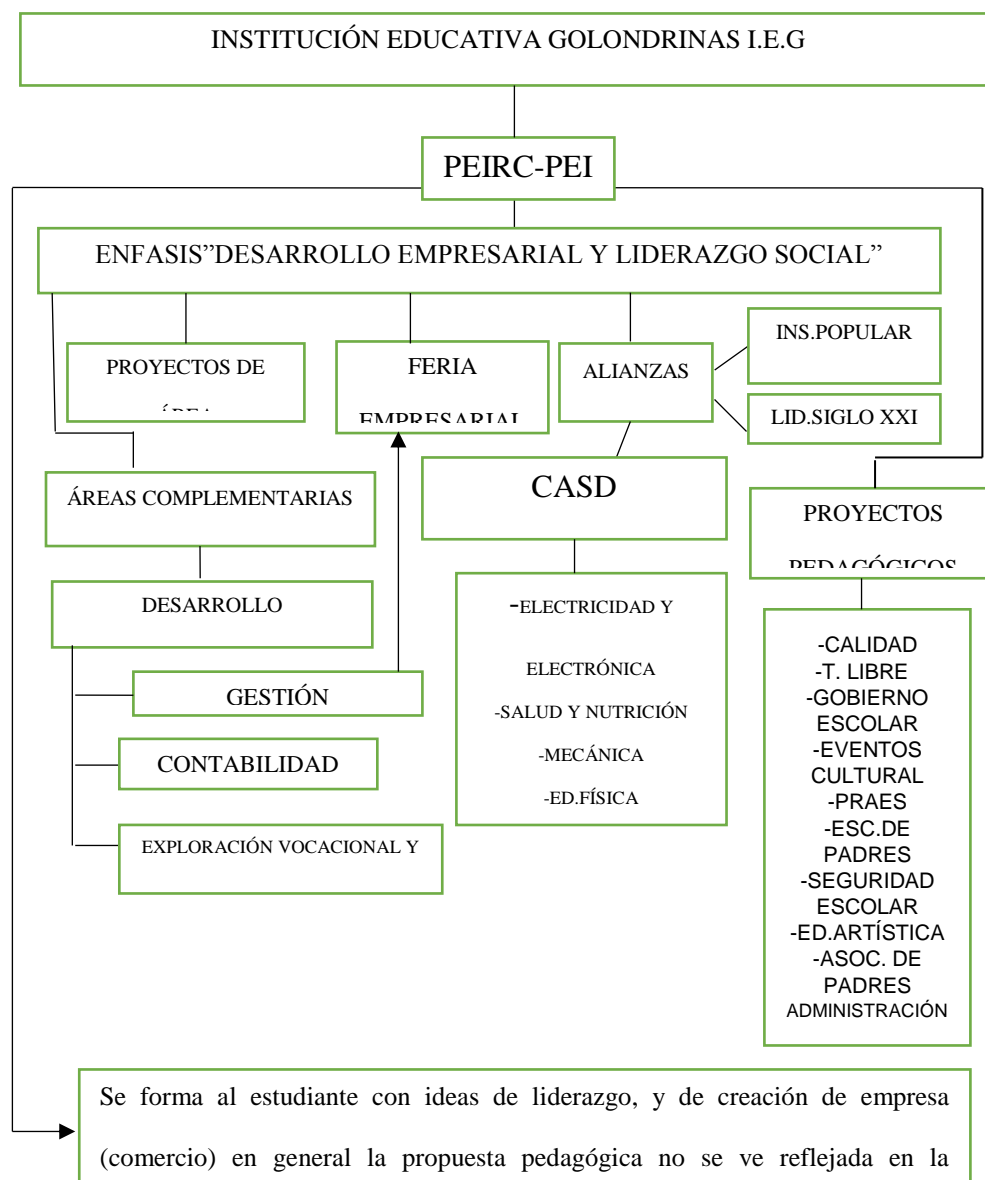 INSTITUCIÓN EDUCATIVA GOLONDRINAS I.E.G
PEIRC-PEI
ENFASIS”DESARROLLO EMPRESARIAL Y LIDERAZGO SOCIAL”
PROYECTOS DE
ÁREA
FERIA
EMPRESARIAL
ALIANZAS
INS.POPULAR
LID.SIGLO XXI
ÁREAS COMPLEMENTARIAS
DESARROLLO
GESTIÓN
CONTABILIDAD
EXPLORACIÓN VOCACIONAL Y
CASD
-ELECTRICIDAD Y
ELECTRÓNICA
-SALUD Y NUTRICIÓN
-MECÁNICA
-ED.FÍSICA
PROYECTOS
PEDAGÓGICOS
-CALIDAD
-T. LIBRE
-GOBIERNO
ESCOLAR
-EVENTOS
CULTURAL
-PRAES
-ESC.DE
PADRES
-SEGURIDAD
ESCOLAR
-ED.ARTÍSTICA
-ASOC. DE
PADRES
ADMINISTRACIÓN
Se forma al estudiante con ideas de liderazgo, y de creación de empresa
(comercio) en general la propuesta pedagógica no se ve reflejada en la